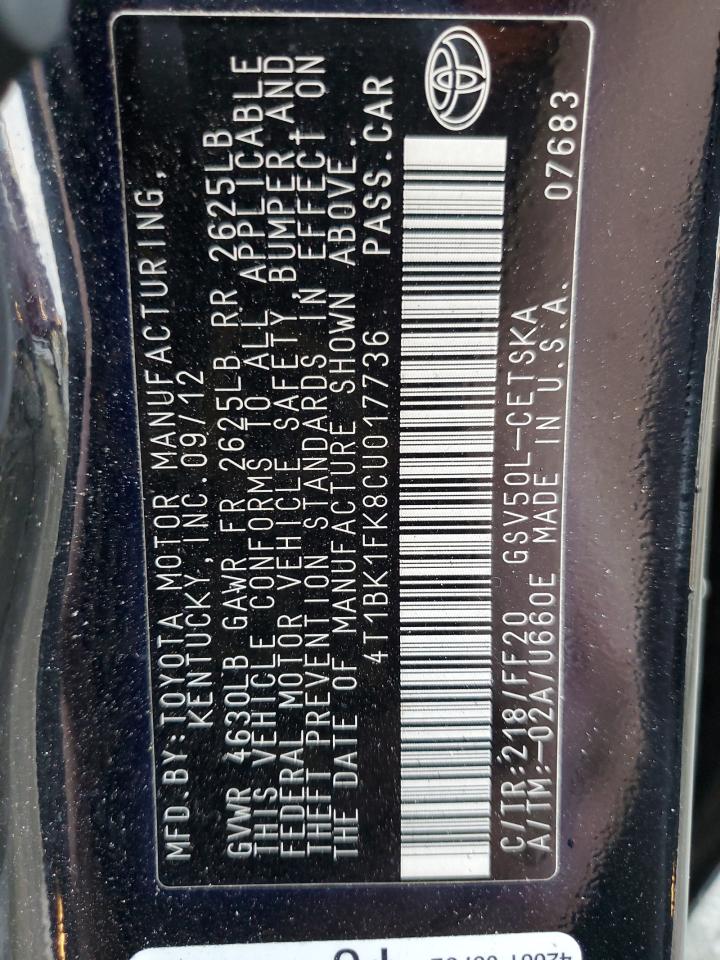 MFD.BY:TOYOTA MOTOR MANUFACTURING,
KENTUCKY, INC.09/12
GVWR 4630LB GAWR FR 2625LB RR 2625LB
THIS VEHICLE CONFORMS TO ALL APPLICABLE
FEDERAL MOTOR VEHICLE SAFETY, BUMPER, AND
THEFT PREVENTION STANDARDS IN EFFECT ON
THE DATE OF MANUFACTURE SHOWN ABOVE.
4T1BK1FK8CU017736 PASS.CAR
C/TR:218/FF20 GSV50L-CETSKA
A/TM:-02A/U660E MADE IN U.S.A. 07683